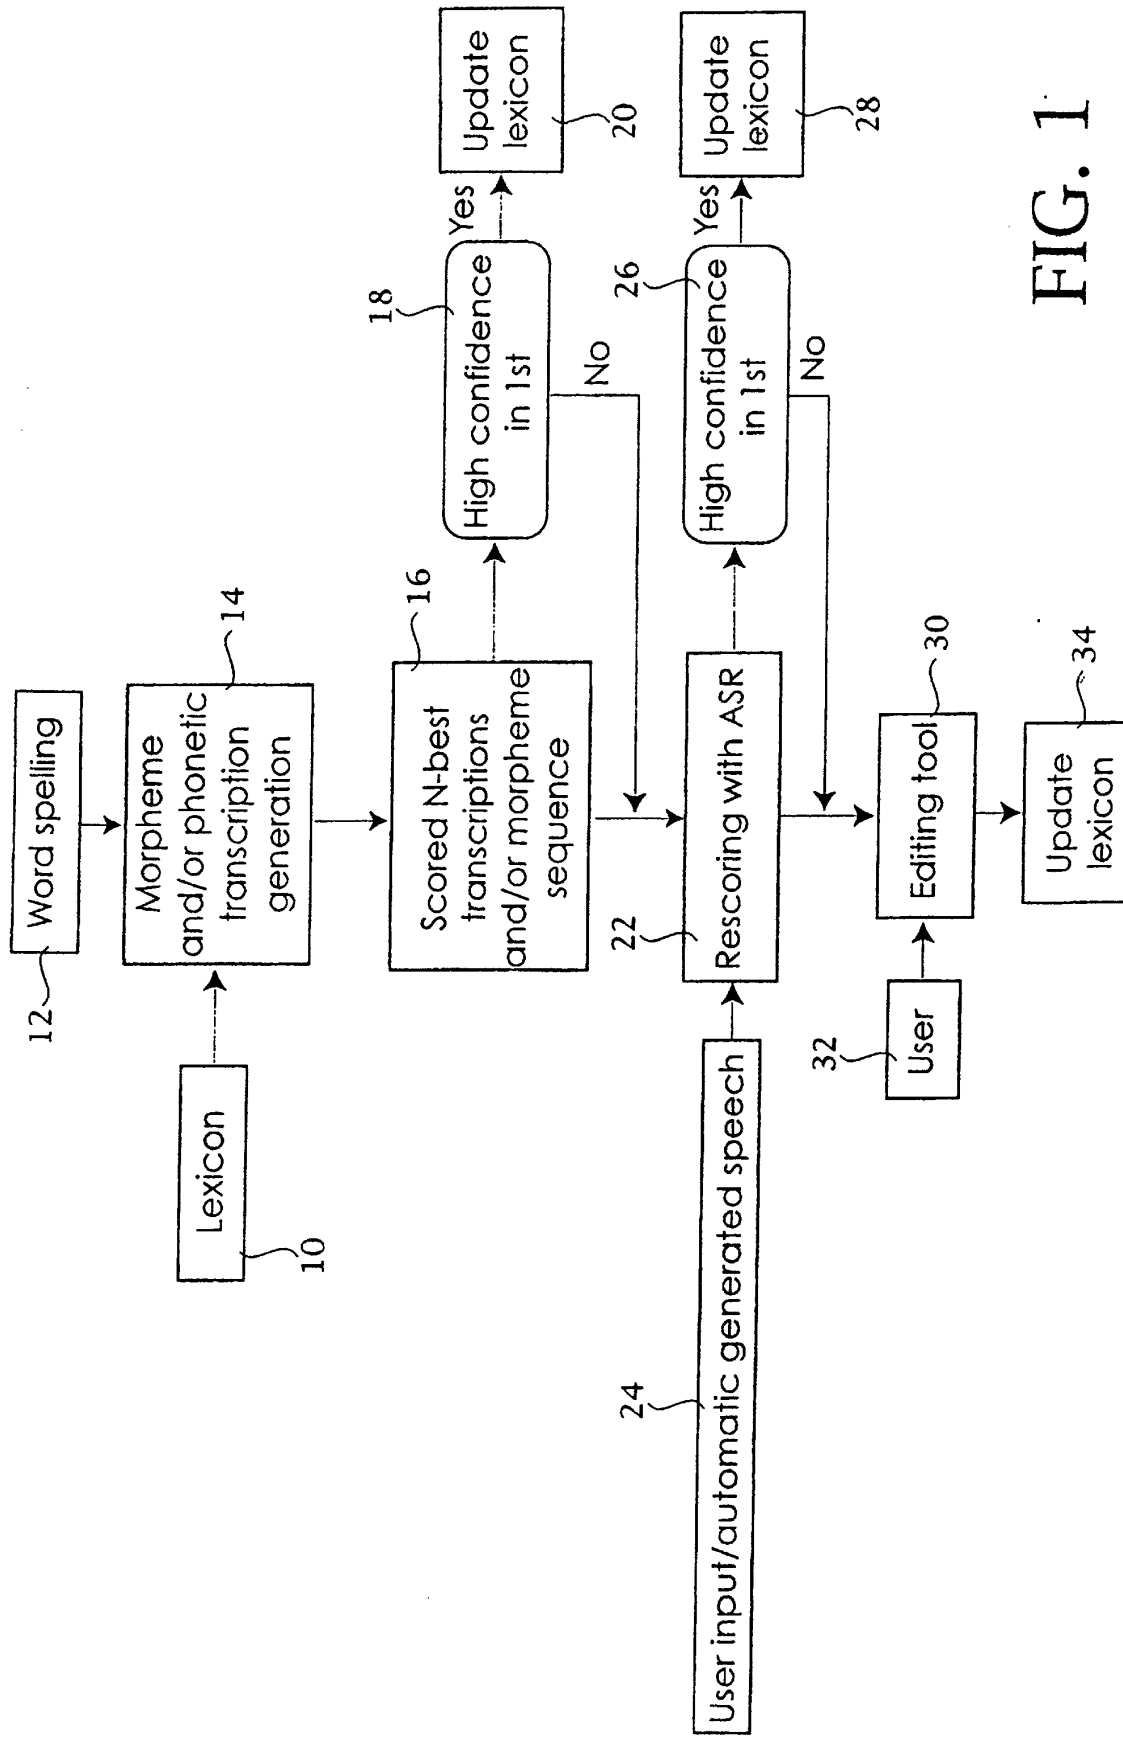 12
Word spelling
Lexicon
10
Morpheme
and/or phonetic
transcription
generation
14
Scored N-best
transcriptions
and/or morpheme
sequence
16
18
High confidence
in 1st
Yes
Update
lexicon
20
No
24
User input/automatic generated speech
22
Rescoring with ASR
26
High confidence
in 1st
Yes
Update
lexicon
28
No
32
User
Editing tool
30
Update
lexicon
34
FIG. 1